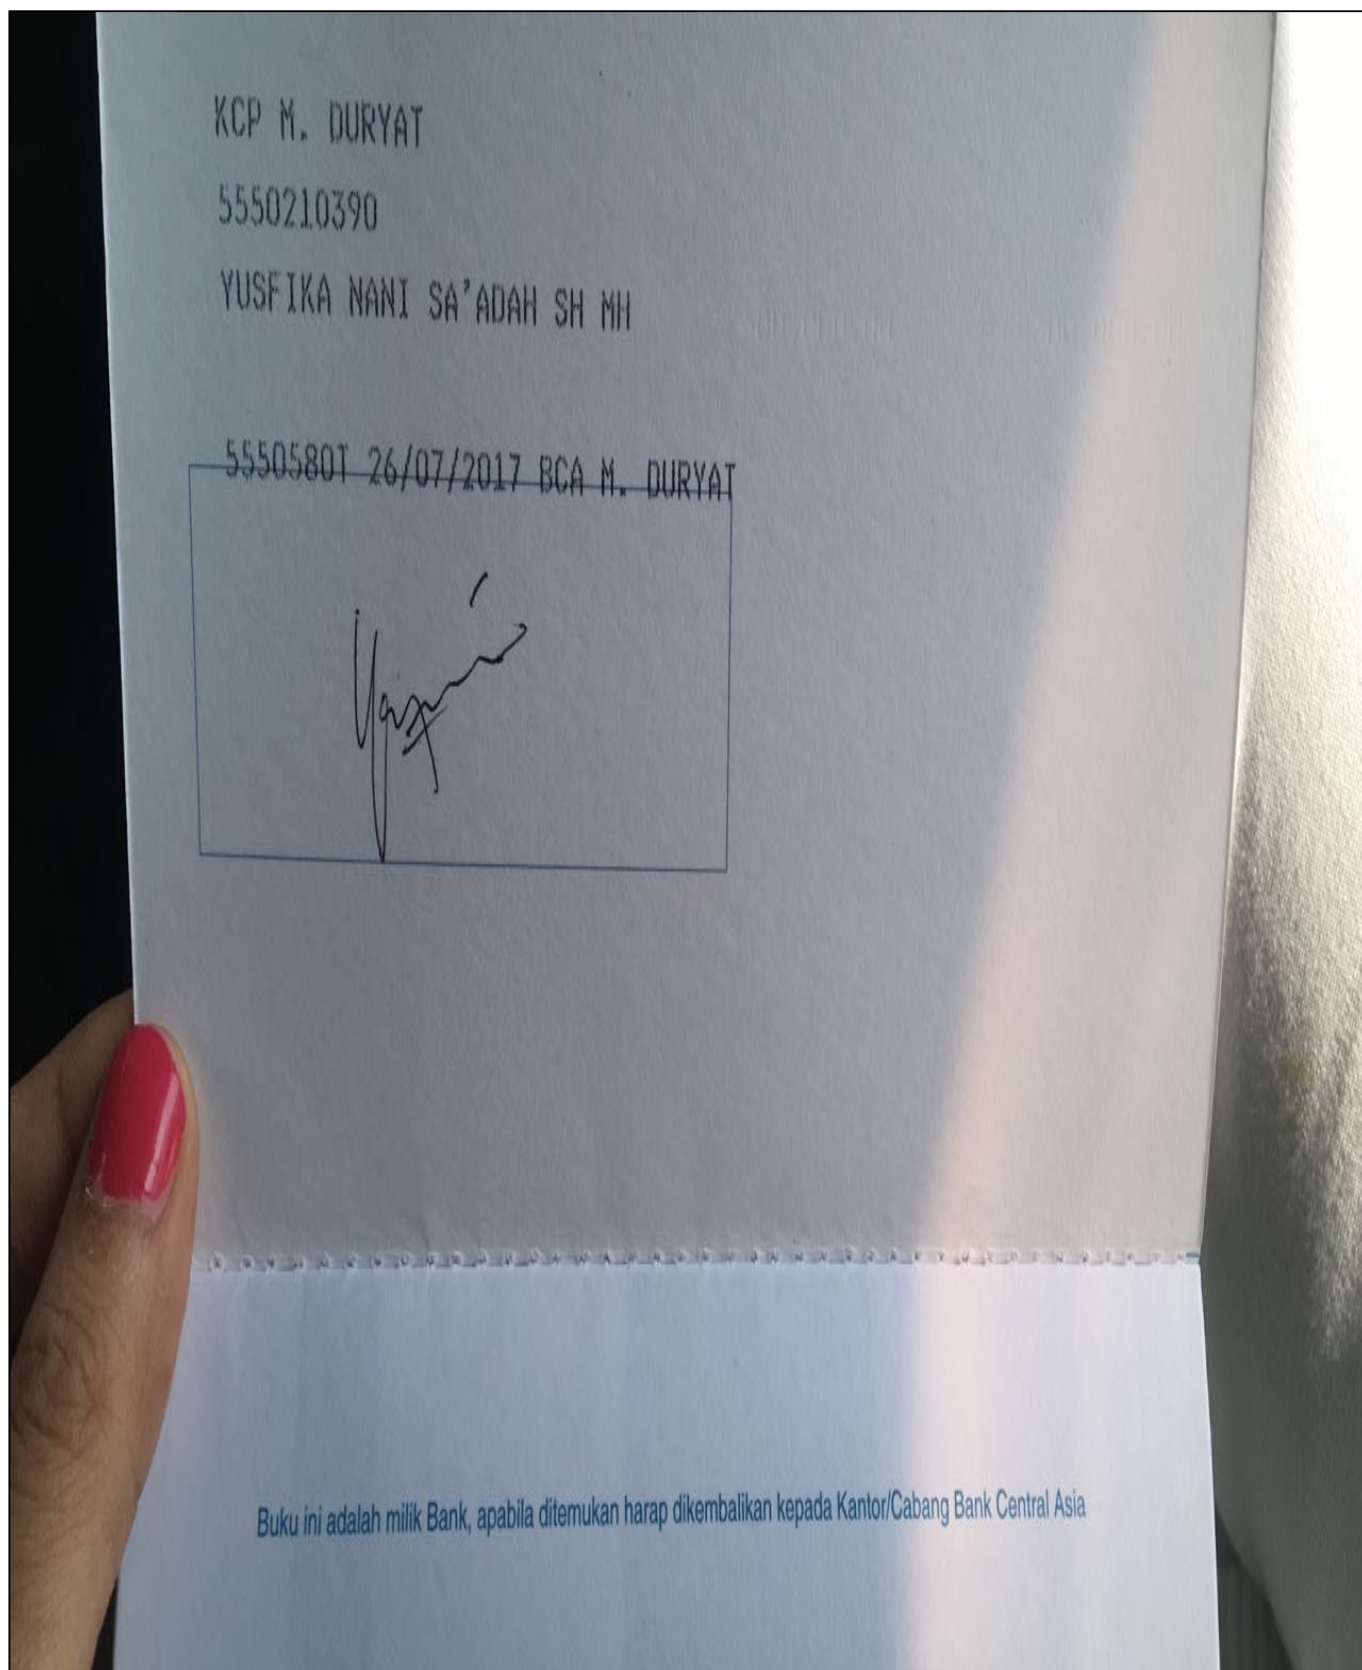 KCP M. DURYAT
5550210390
YUSFIKA NANI SA'ADAH SH MH
5550580T 26/07/2017 BCA M. DURYAT
Buku ini adalah milik Bank, apabila ditemukan harap dikembalikan kepada Kantor/Cabang Bank Central Asia